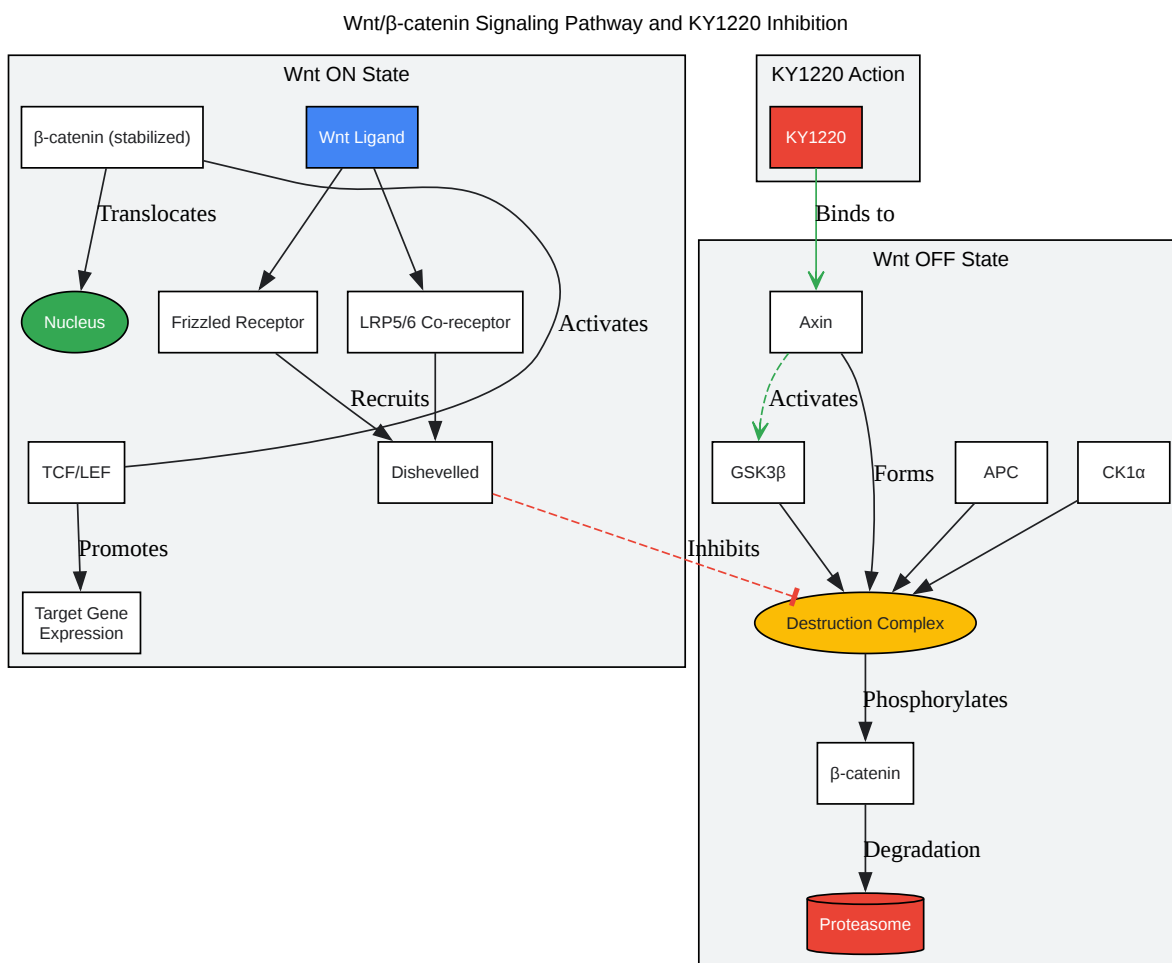 Wnt/β-catenin Signaling Pathway and KY1220 Inhibition
Wnt ON State
β-catenin (stabilized)
Wnt Ligand
Translocates
Nucleus
Frizzled Receptor
LRP5/6 Co-receptor
Activates
Recruits
TCF/LEF
Dishevelled
Promotes
Inhibits
Target Gene
Expression
KY1220 Action
KY1220
Binds to
Wnt OFF State
Axin
Activates
GSK3β
Forms
APC
CK1α
Destruction Complex
Phosphorylates
β-catenin
Degradation
Proteasome